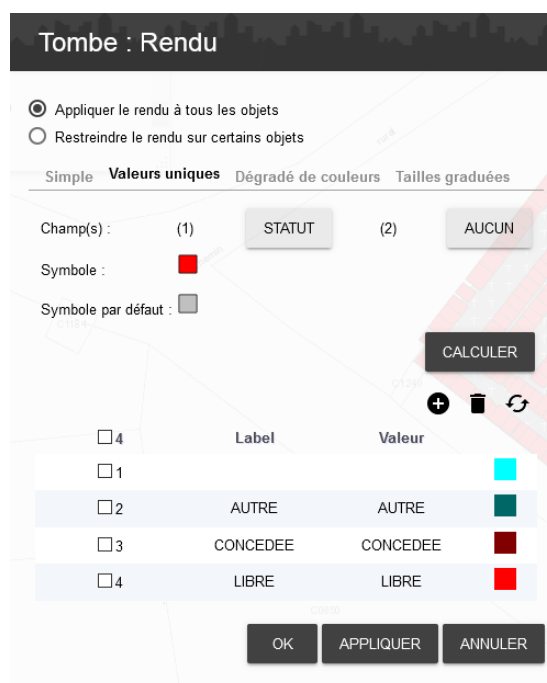 Tombe : Rendu
Appliquer le rendu à tous les objets
Restreindre le rendu sur certains objets
Simple Valeurs uniques Dégradé de couleurs Tailles graduées
Champ(s) : (1) STATUT (2) AUCUN
Symbole :
Symbole par défaut :
CALCULER
4 Label Valeur
1
2 AUTRE AUTRE
3 CONCEDEE CONCEDEE
4 LIBRE LIBRE
OK APPLIQUER ANNULER